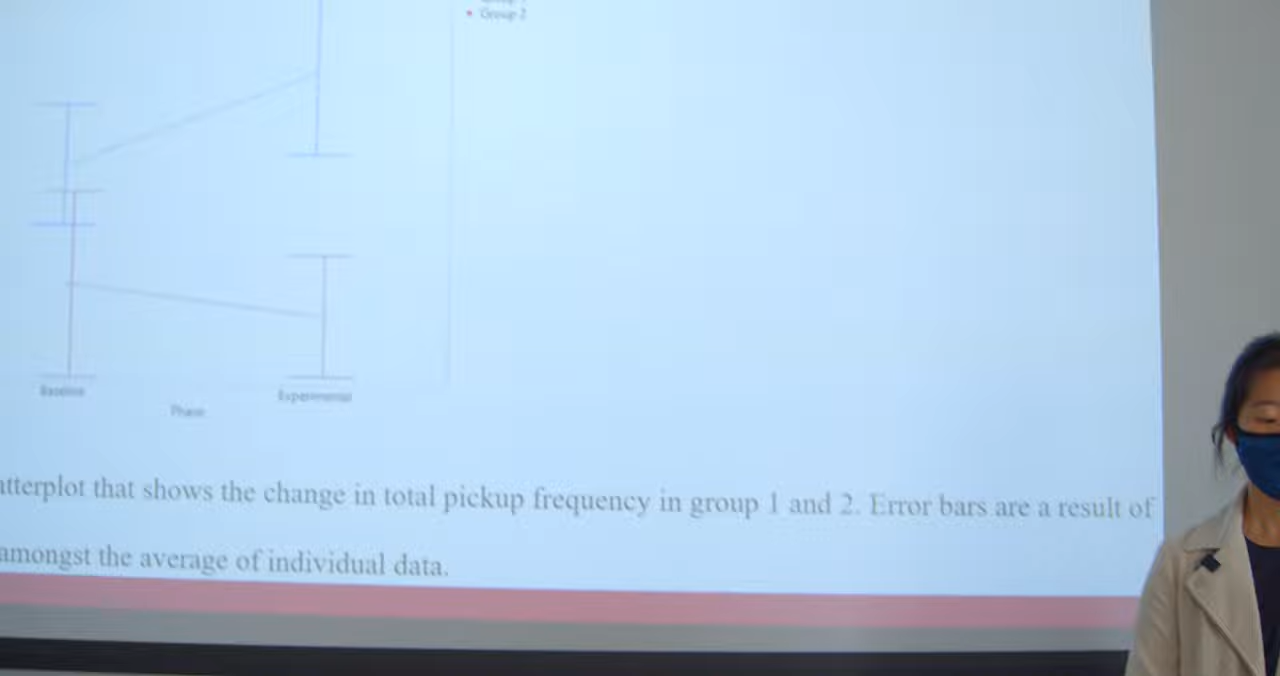 Group 2
Baseline
Experimental
Phase
atterplot that shows the change in total pickup frequency in group 1 and 2. Error bars are a result of
amongst the average of individual data.